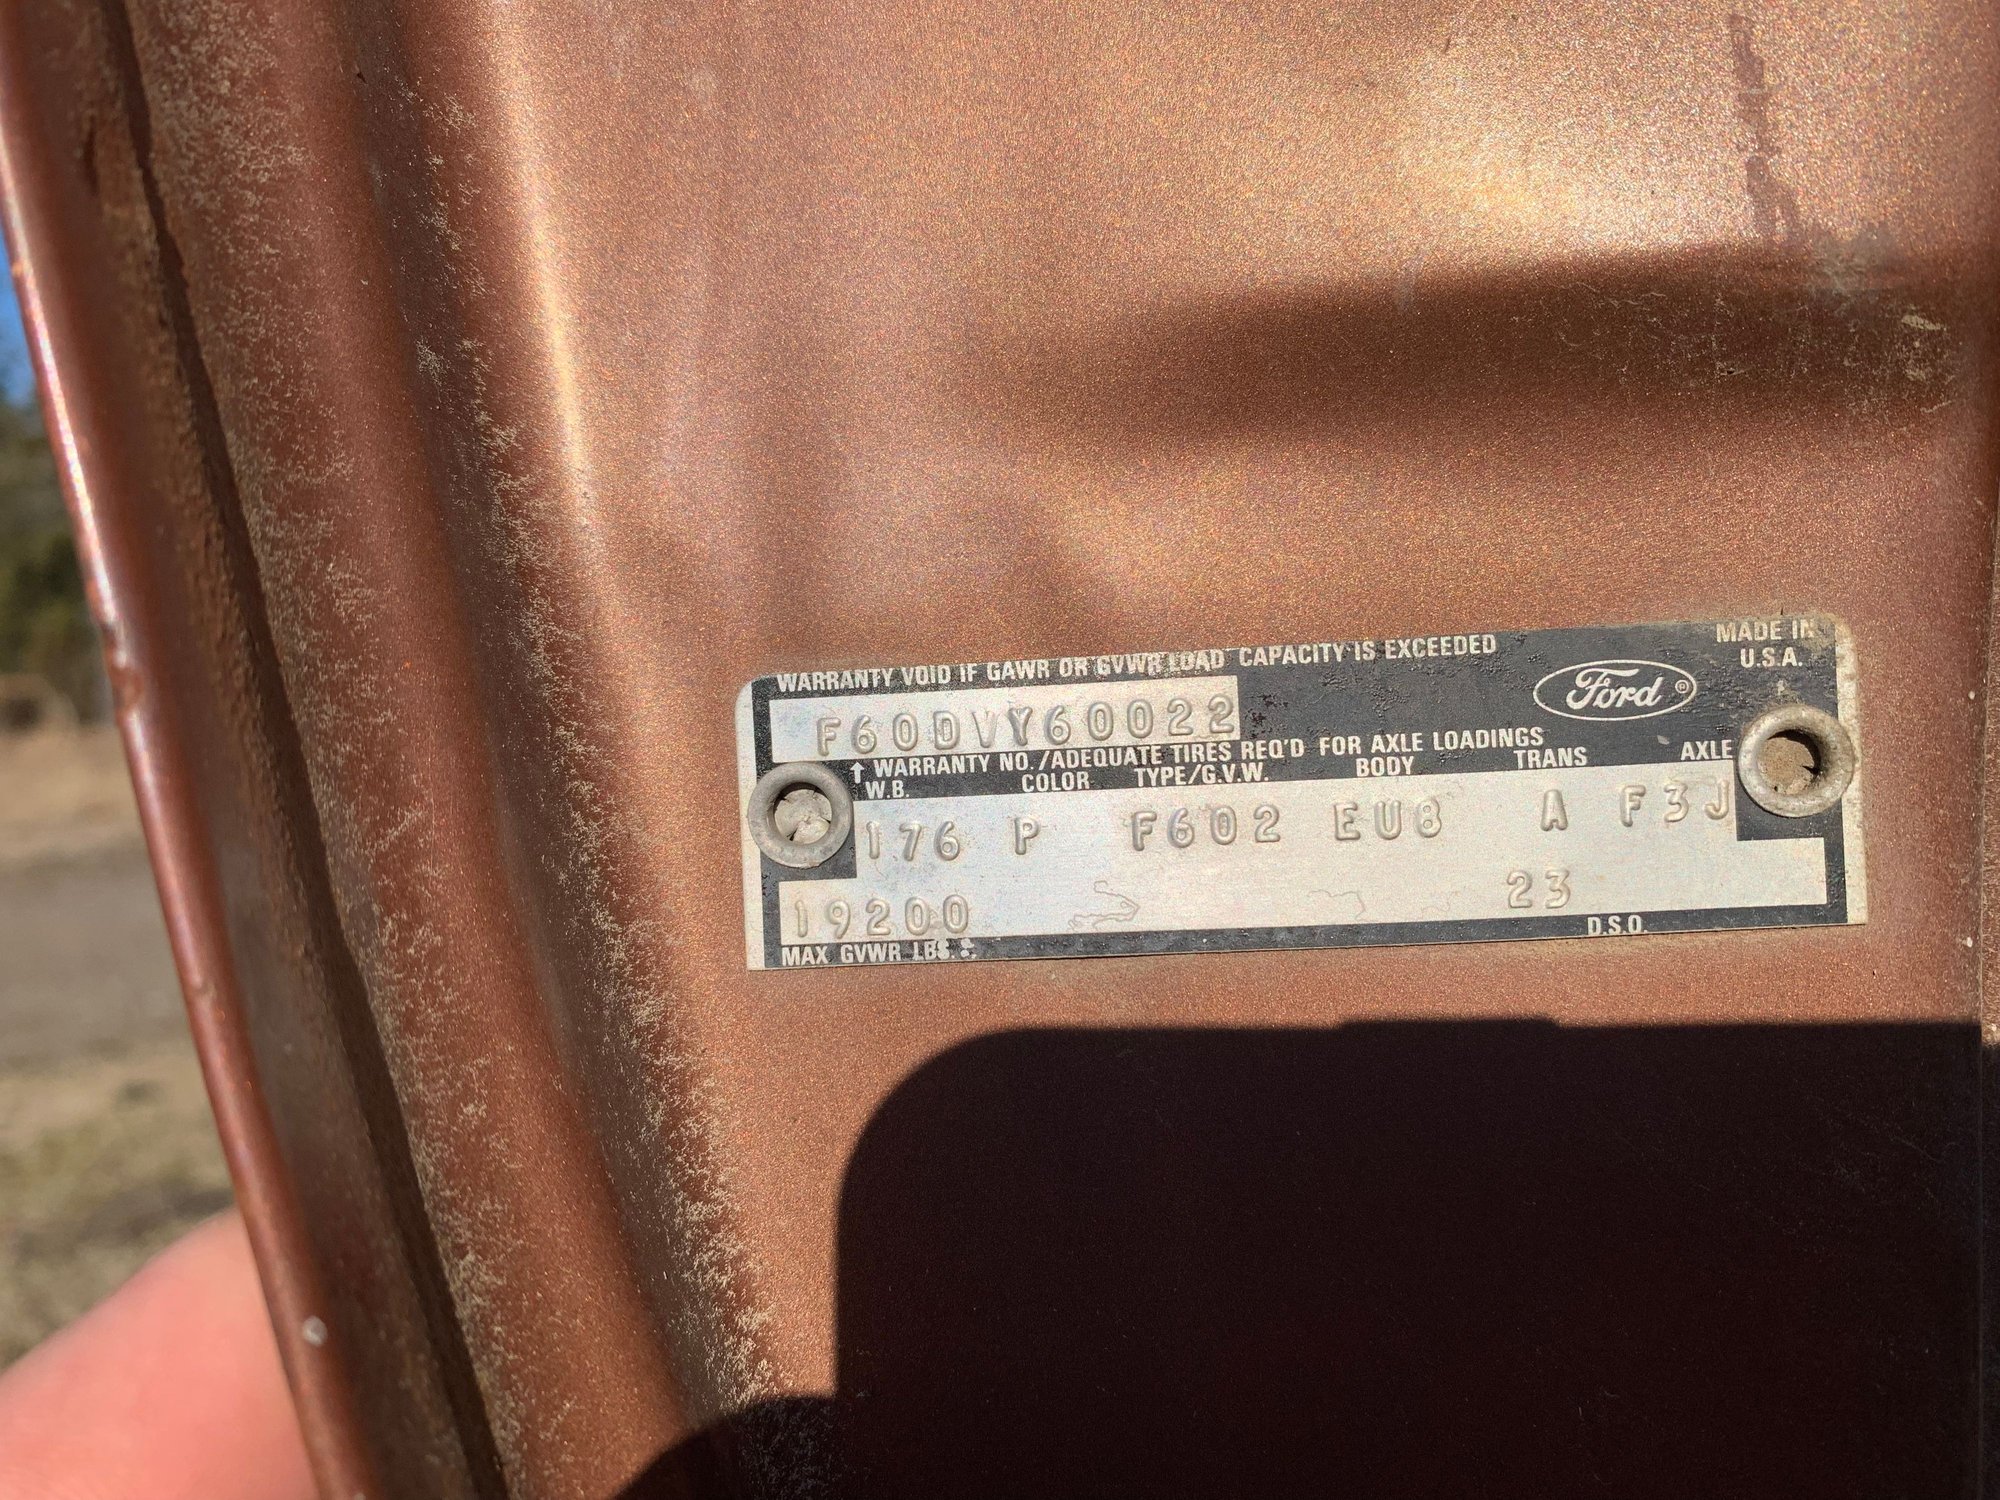 WARRANTY VOID IF GAWR OR GVWR LOAD CAPACITY IS EXCEEDED
MADE IN
U.S.A.
F60DVY60022
Ford ®
↑ WARRANTY NO./ADEQUATE TIRES REQ'D FOR AXLE LOADINGS
W.B. COLOR TYPE/G.V.W. BODY TRANS AXLE
176 P F602 EU8 A F3J
19200 23
MAX GVWR LBS. D.S.O.